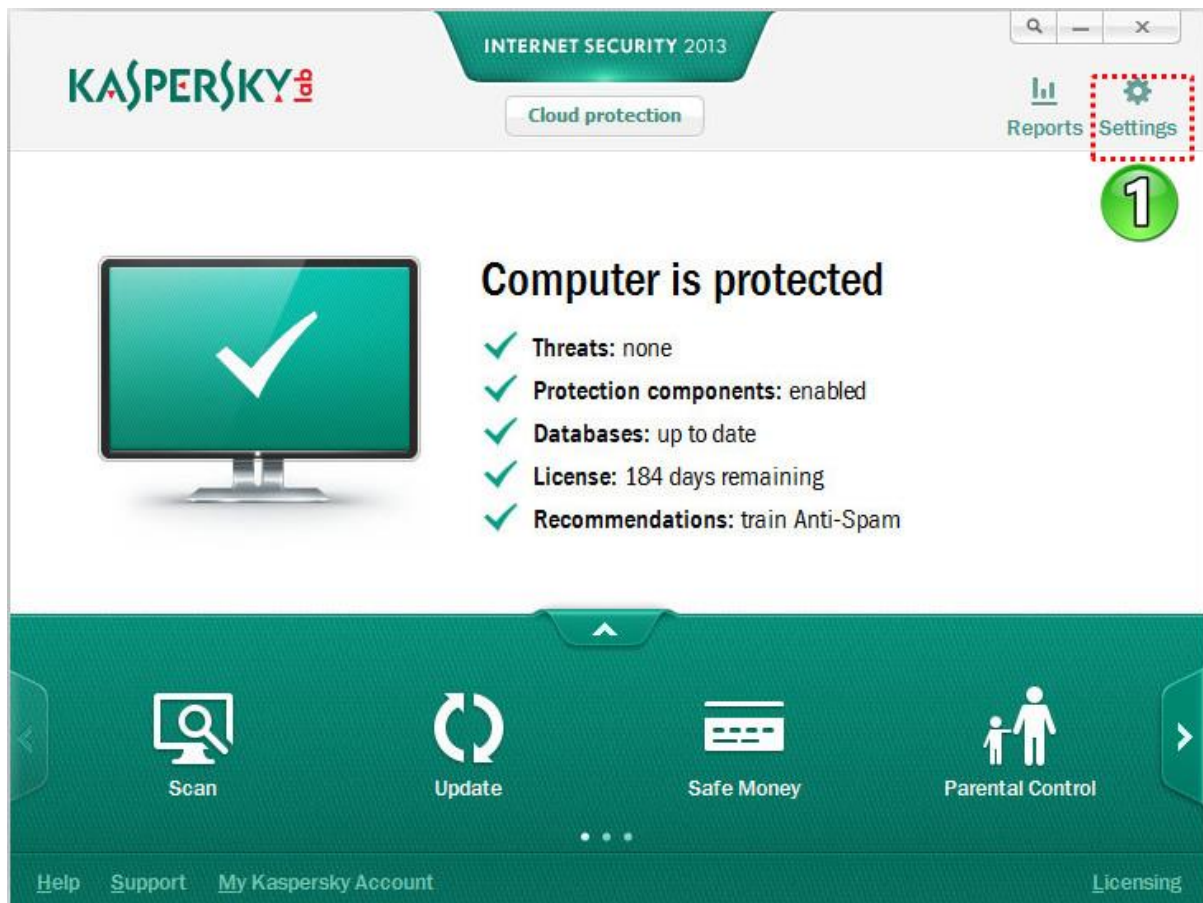 INTERNET SECURITY 2013
KASPERSKY lab
Cloud protection
Reports Settings
1
Computer is protected
Threats: none
Protection components: enabled
Databases: up to date
License: 184 days remaining
Recommendations: train Anti-Spam
Scan Update Safe Money Parental Control
Help Support My Kaspersky Account Licensing